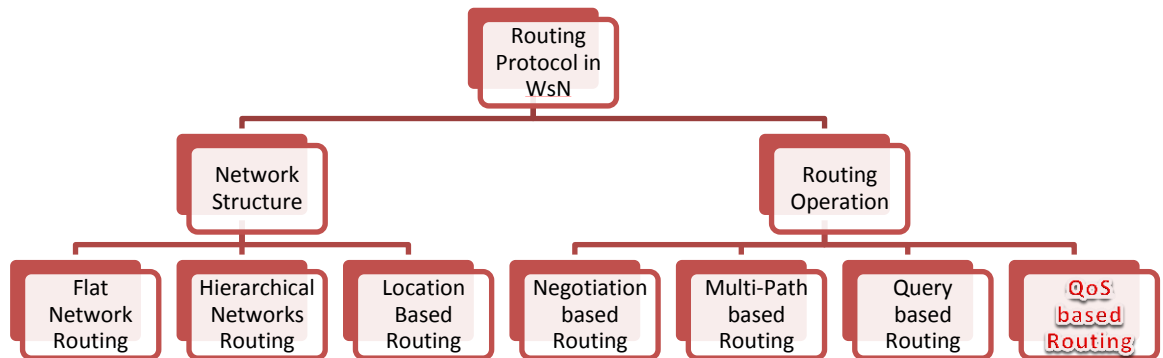 Routing
Protocol in
WsN
Network
Structure
Routing
Operation
Flat
Network
Routing
Hierarchical
Networks
Routing
Location
Based
Routing
Negotiation
based
Routing
Multi-Path
based
Routing
Query
based
Routing
QoS
based
Routing